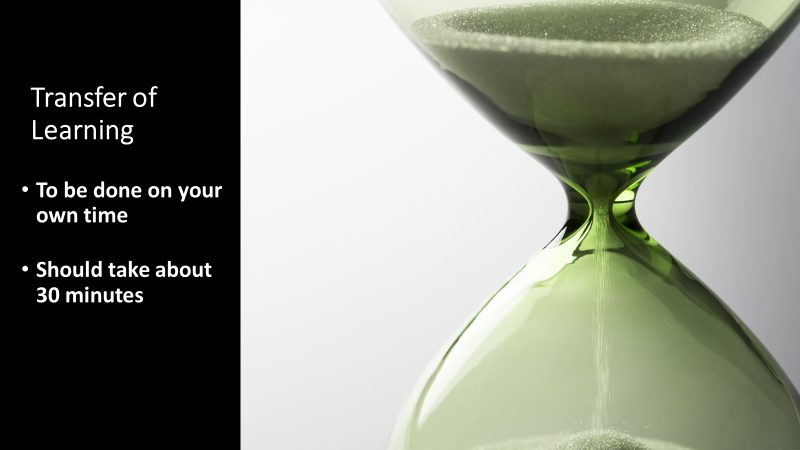 Transfer of
Learning
• To be done on your
own time
• Should take about
30 minutes